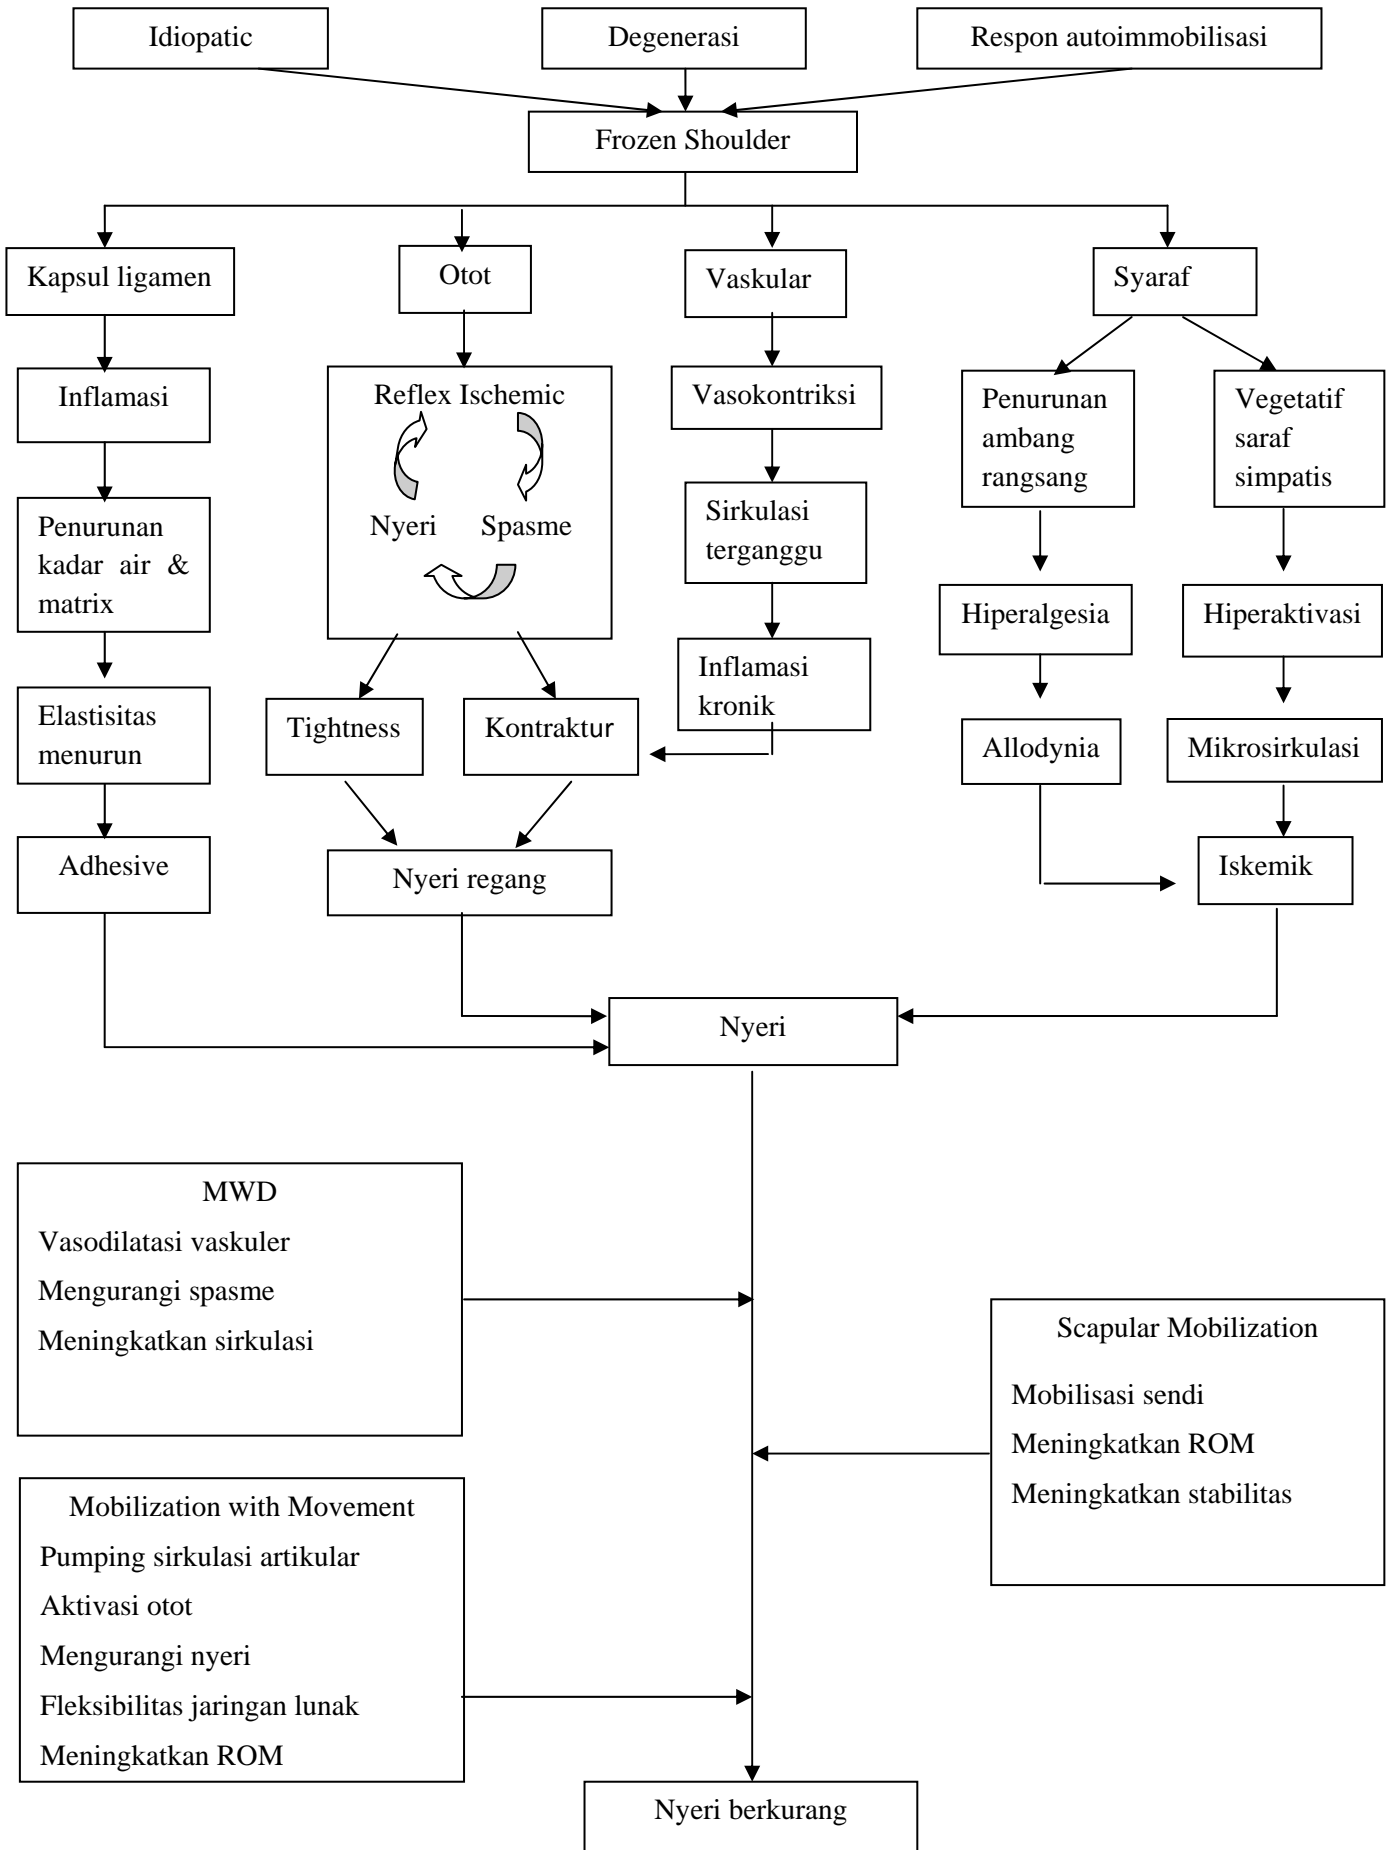 Idiopatic
Degenerasi
Respon autoimmobilisasi
Frozen Shoulder
Kapsul ligamen
Otot
Vaskular
Syaraf
Inflamasi
Reflex Ischemic
Nyeri
Spasme
Vasokontriksi
Penurunan
ambang
rangsang
Vegetatif
saraf
simpatis
Penurunan
kadar air &
matrix
Sirkulasi
terganggu
Hiperalgesia
Hiperaktivasi
Elastisitas
menurun
Tightness
Kontraktur
Inflamasi
kronik
Allodynia
Mikrosirkulasi
Adhesive
Nyeri regang
Iskemik
Nyeri
MWD
Vasodilatasi vaskuler
Mengurangi spasme
Meningkatkan sirkulasi
Scapular Mobilization
Mobilisasi sendi
Meningkatkan ROM
Meningkatkan stabilitas
Mobilization with Movement
Pumping sirkulasi artikular
Aktivasi otot
Mengurangi nyeri
Fleksibilitas jaringan lunak
Meningkatkan ROM
Nyeri berkurang